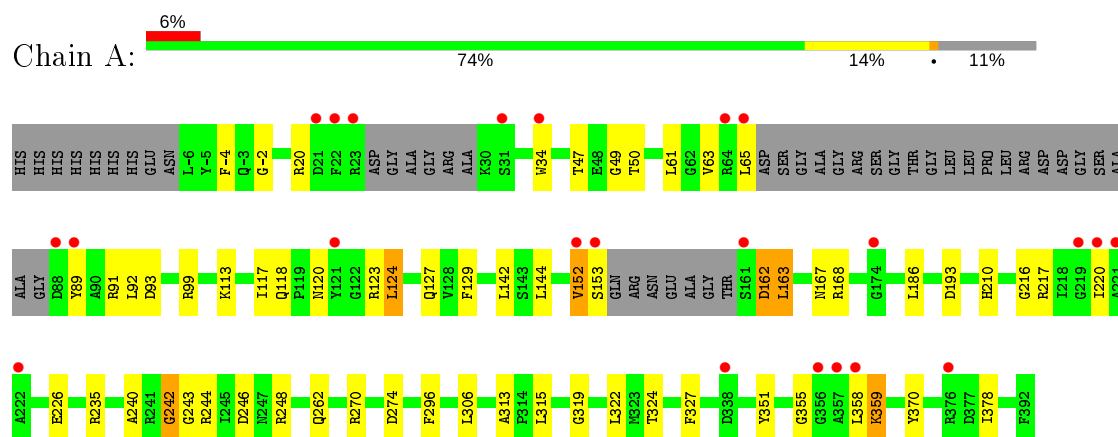 6%
Chain A:
74% 14% • 11%
HIS HIS HIS HIS HIS HIS HIS GLU ASN L-6 Y-5 F-4 Q-3 G-2 R20 D21 F22 R23 ASP GLY ALA GLY ARG ALA K30 S31 W34 T47 E48 G49 T50 L61 G62 V63 R64 L65 ASP SER GLY ALA GLY ARG SER GLY THR GLY LEU LEU PRO LEU ARG ASP ASP GLY SER ALA
ALA GLY D88 Y89 A90 R91 L92 D93 R99 K113 I117 Q118 P119 N120 Y121 G122 R123 L124 Q127 V128 F129 L142 S143 L144 V152 S153 GLN ARG ASN GLU ALA GLY THR S161 D162 L163 N167 R168 G174 L186 D193 H210 G216 R217 I218 G219 I220 A221
A222 E226 R235 A240 R241 G242 G243 R244 I245 D246 N247 R248 Q262 R270 D274 F296 L306 A313 P314 L315 G319 L322 M323 T324 F327 D338 Y351 G355 G356 A357 L358 K359 Y370 R376 D377 I378 F392